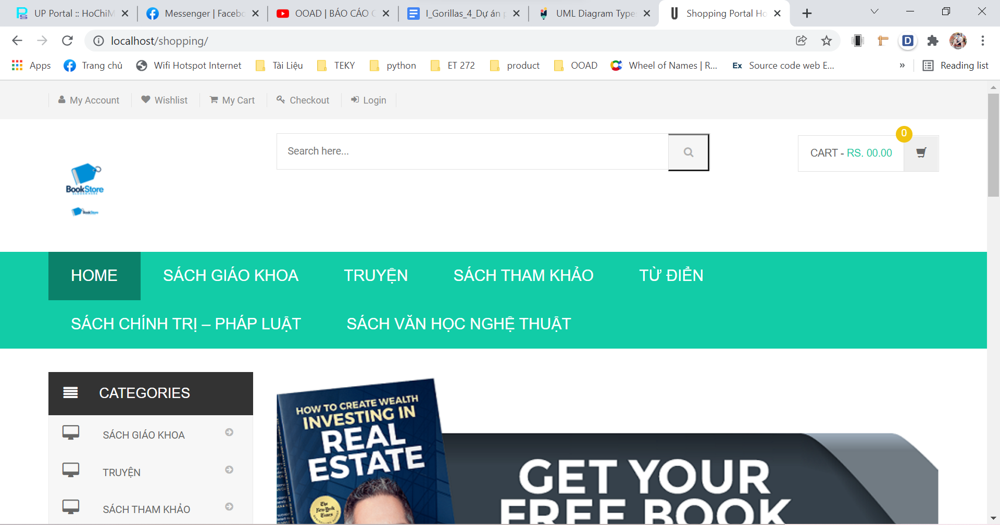 UP Portal :: HoChiM
Messenger | Facebo
OOAD | BÁO CÁO C
I_Gorillas_4_Dự án p
UML Diagram Type
Shopping Portal Ho
localhost/shopping/
Apps
Trang chủ
Wifi Hotspot Internet
Tài Liệu
TEKY
python
ET 272
product
OOAD
Wheel of Names | R...
Ex Source code web E...
»
Reading list
My Account
Wishlist
My Cart
Checkout
Login
Search here...
0
CART - RS. 00.00
BookStore
BookStore
HOME
SÁCH GIÁO KHOA
TRUYỆN
SÁCH THAM KHẢO
TỪ ĐIỂN
SÁCH CHÍNH TRỊ – PHÁP LUẬT
SÁCH VĂN HỌC NGHỆ THUẬT
CATEGORIES
SÁCH GIÁO KHOA
TRUYỆN
SÁCH THAM KHẢO
HOW TO CREATE WEALTH
INVESTING IN
REAL
ESTATE
The
New York
Times
GET YOUR
FREE BOOK